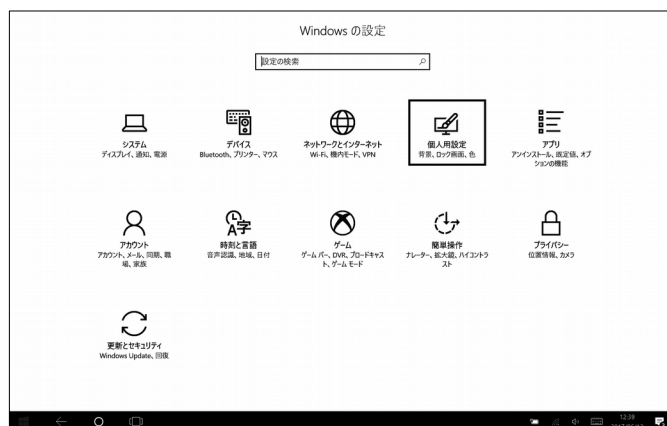 Windows の設定
設定の検索
システム
ディスプレイ、通知、電源
デバイス
Bluetooth、プリンター、マウス
ネットワークとインターネット
Wi-Fi、機内モード、VPN
個人用設定
背景、ロック画面、色
アプリ
アンインストール、既定値、オプ
ションの機能
アカウント
アカウント、メール、同期、職
場、家族
時刻と言語
音声認識、地域、日付
ゲーム
ゲーム バー、DVR、ブロードキャス
ト、ゲーム モード
簡単操作
ナレーター、拡大鏡、ハイコントラ
スト
プライバシー
位置情報、カメラ
更新とセキュリティ
Windows Update、回復
12:39